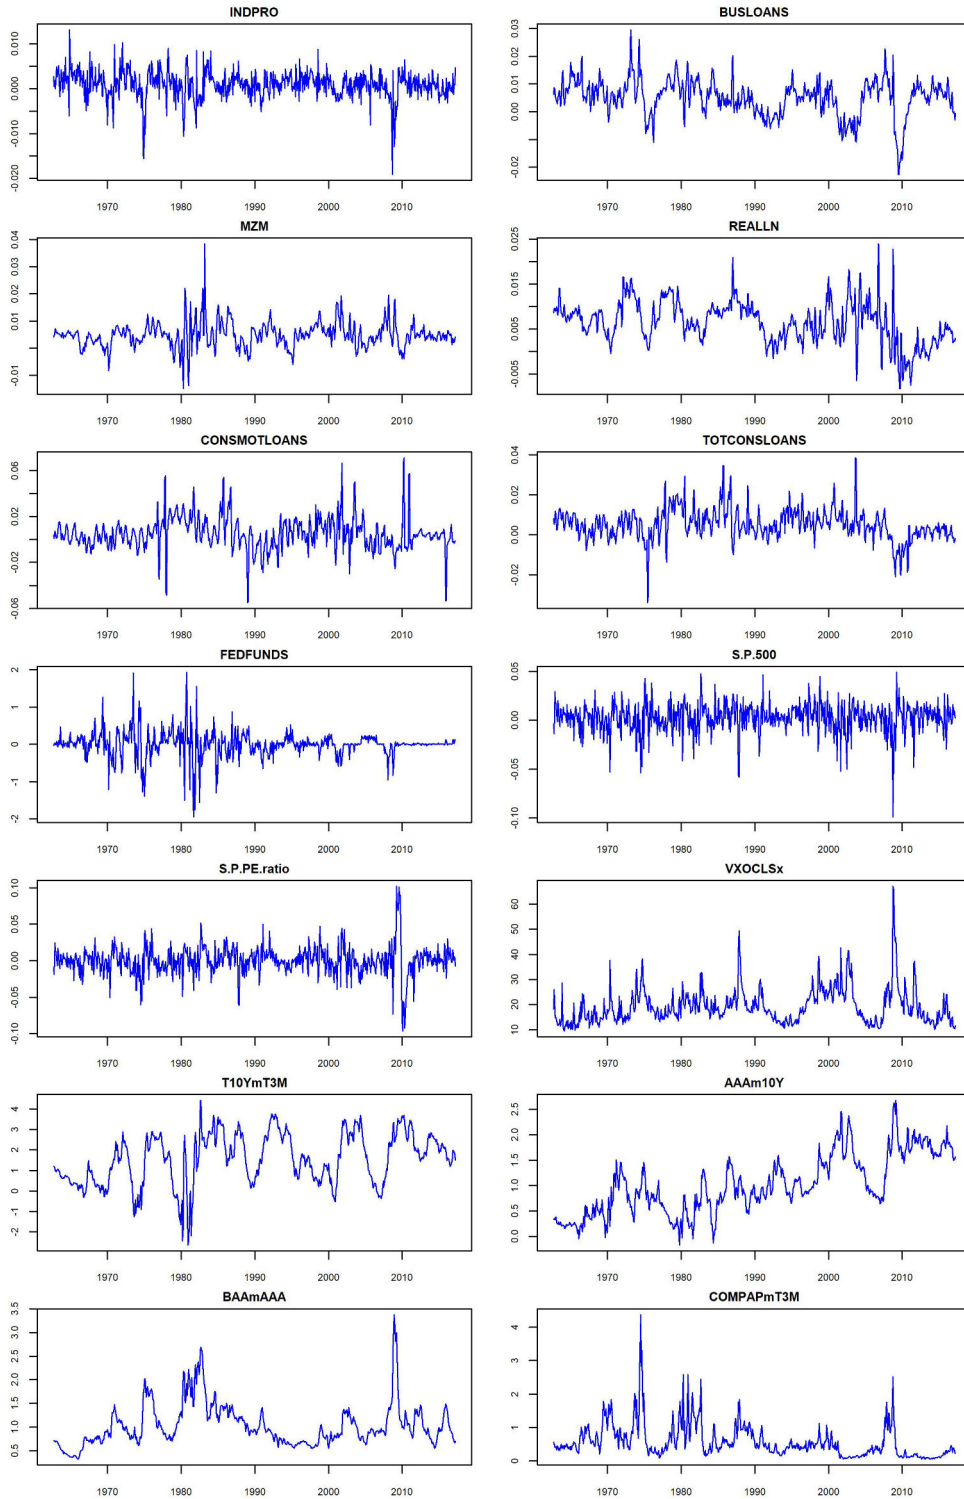 INDPRO
0.010
0.000
-0.010
-0.020
1970 1980 1990 2000 2010
BUSLOANS
0.03
0.02
0.01
0.00
-0.02
1970 1980 1990 2000 2010
MZM
0.04
0.03
0.01
-0.01
1970 1980 1990 2000 2010
REALLN
0.025
0.015
0.005
-0.005
1970 1980 1990 2000 2010
CONSMOTLOANS
0.06
0.02
-0.02
-0.06
1970 1980 1990 2000 2010
TOTCONSLOANS
0.04
0.02
0.00
-0.02
1970 1980 1990 2000 2010
FEDFUNDS
2
1
0
-1
-2
1970 1980 1990 2000 2010
S.P.500
0.05
0.00
-0.05
-0.10
1970 1980 1990 2000 2010
S.P.PE.ratio
0.10
0.05
0.00
-0.05
-0.10
1970 1980 1990 2000 2010
VXOCLSx
60
50
40
30
20
10
1970 1980 1990 2000 2010
T10YmT3M
4
3
2
1
0
-1
-2
1970 1980 1990 2000 2010
AAAm10Y
2.5
2.0
1.5
1.0
0.5
0.0
1970 1980 1990 2000 2010
BAAmAAA
3.5
3.0
2.5
2.0
1.5
1.0
0.5
1970 1980 1990 2000 2010
COMPAPmT3M
4
3
2
1
0
1970 1980 1990 2000 2010